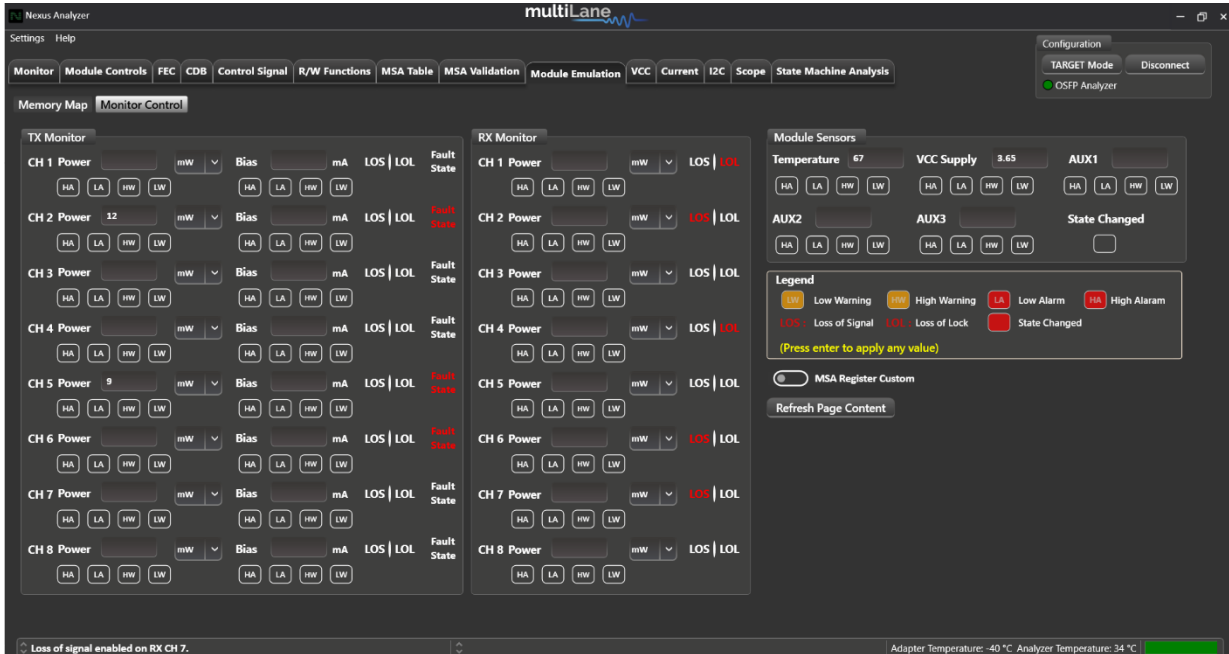 Nexus Analyzer
multiLane
Settings Help
Configuration
TARGET Mode Disconnect
OSFP Analyzer
Monitor Module Controls FEC CDB Control Signal R/W Functions MSA Table MSA Validation Module Emulation VCC Current I2C Scope State Machine Analysis
Memory Map Monitor Control
TX Monitor
CH 1 Power mW Bias mA LOS LOL Fault State
HA LA HW LW HA LA HW LW
CH 2 Power 12 mW Bias mA LOS LOL Fault State
HA LA HW LW HA LA HW LW
CH 3 Power mW Bias mA LOS LOL Fault State
HA LA HW LW HA LA HW LW
CH 4 Power mW Bias mA LOS LOL Fault State
HA LA HW LW HA LA HW LW
CH 5 Power 9 mW Bias mA LOS LOL Fault State
HA LA HW LW HA LA HW LW
CH 6 Power mW Bias mA LOS LOL Fault State
HA LA HW LW HA LA HW LW
CH 7 Power mW Bias mA LOS LOL Fault State
HA LA HW LW HA LA HW LW
CH 8 Power mW Bias mA LOS LOL Fault State
HA LA HW LW HA LA HW LW
RX Monitor
CH 1 Power mW LOS LOL
HA LA HW LW
CH 2 Power mW LOS LOL
HA LA HW LW
CH 3 Power mW LOS LOL
HA LA HW LW
CH 4 Power mW LOS LOL
HA LA HW LW
CH 5 Power mW LOS LOL
HA LA HW LW
CH 6 Power mW LOS LOL
HA LA HW LW
CH 7 Power mW LOS LOL
HA LA HW LW
CH 8 Power mW LOS LOL
HA LA HW LW
Module Sensors
Temperature 67 VCC Supply 3.65 AUX1
HA LA HW LW HA LA HW LW HA LA HW LW
AUX2 AUX3 State Changed
HA LA HW LW HA LA HW LW
Legend
LW Low Warning HW High Warning LA Low Alarm HA High Alaram
LOS : Loss of Signal LOL : Loss of Lock State Changed
(Press enter to apply any value)
MSA Register Custom
Refresh Page Content
Loss of signal enabled on RX CH 7.
Adapter Temperature: -40 °C Analyzer Temperature: 34 °C